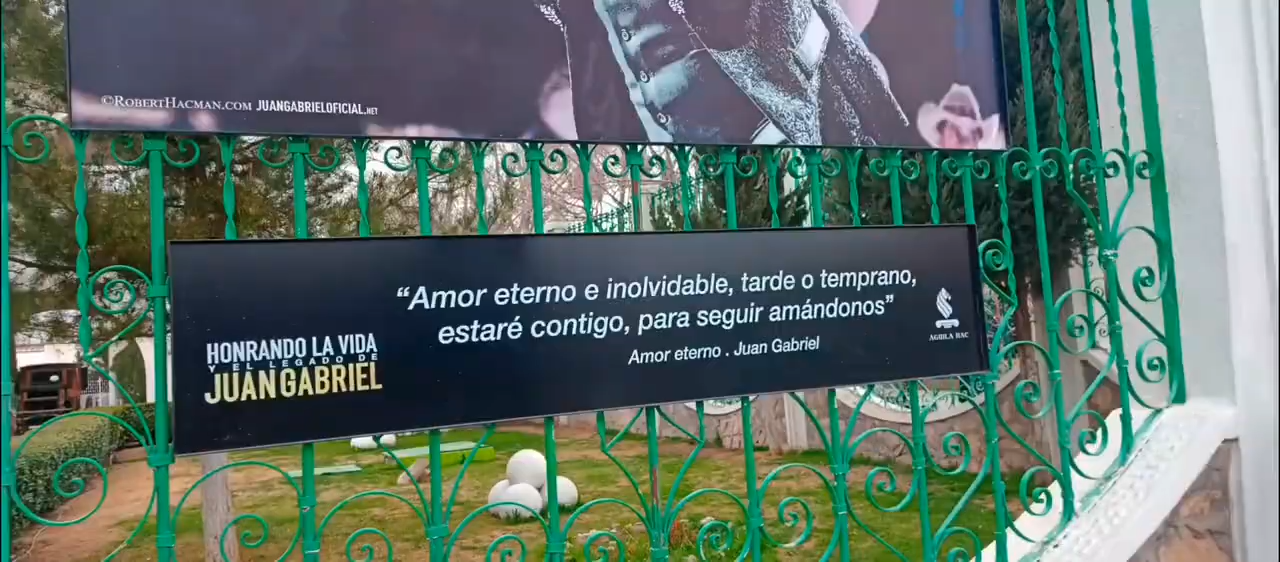 ©ROBERTHACMAN.COM JUANGABRIELOFICIAL.NET
“Amor eterno e inolvidable, tarde o temprano,
estaré contigo, para seguir amándonos”
Amor eterno . Juan Gabriel
HONRANDO LA VIDA
Y EL LEGADO DE
JUAN GABRIEL
AGUILA HAC